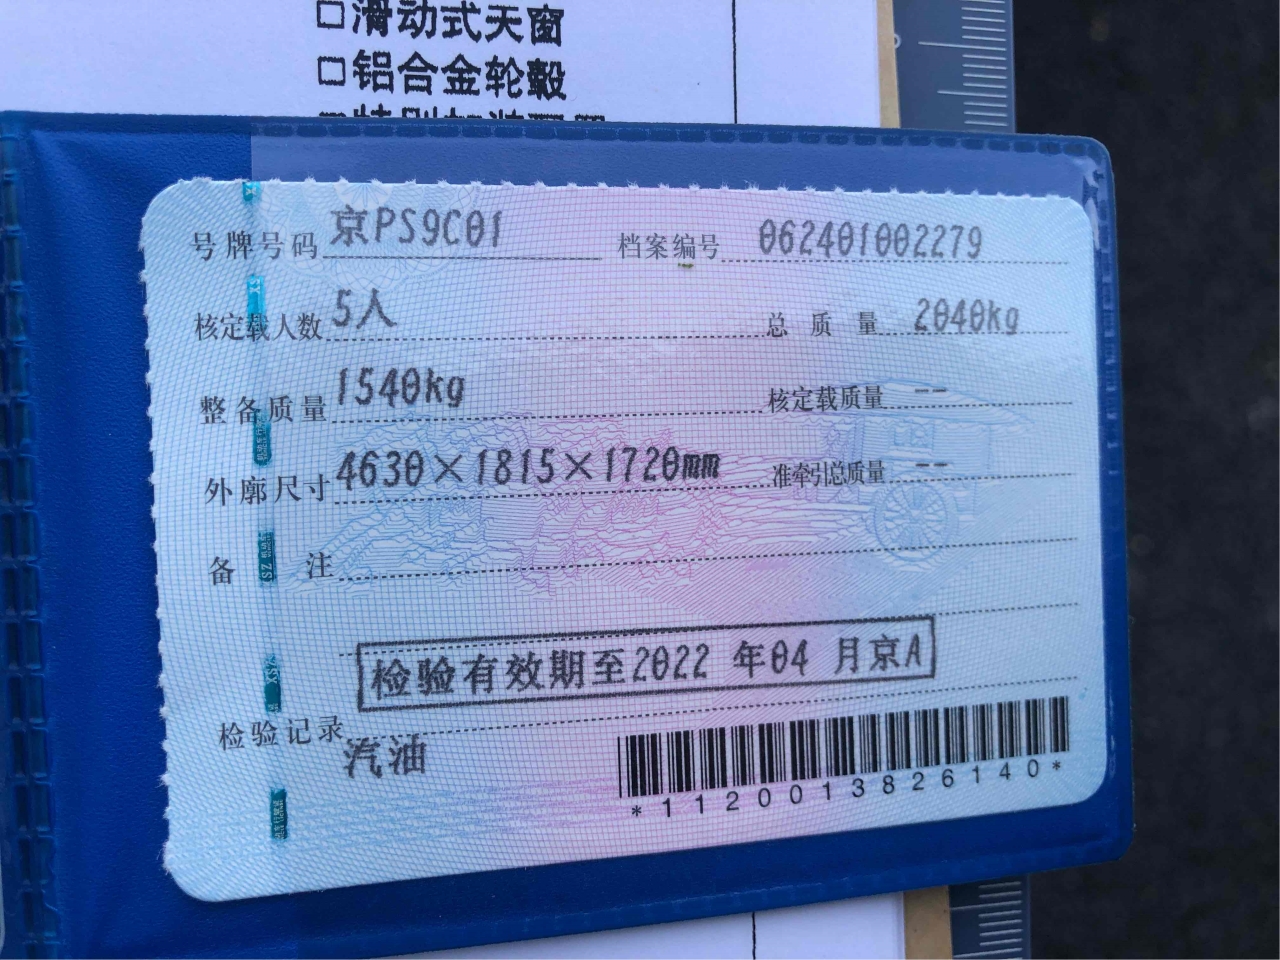 □滑动式天窗
□铝合金轮毂
号牌号码 京PS9C01 档案编号 062401002279
核定载人数 5人 总质量 2040kg
整备质量 1540kg 核定载质量 --
外廓尺寸 4630×1815×1720mm 准牵引总质量 --
备注
检验有效期至2022年04月京A
检验记录
汽油
*1120013826140*